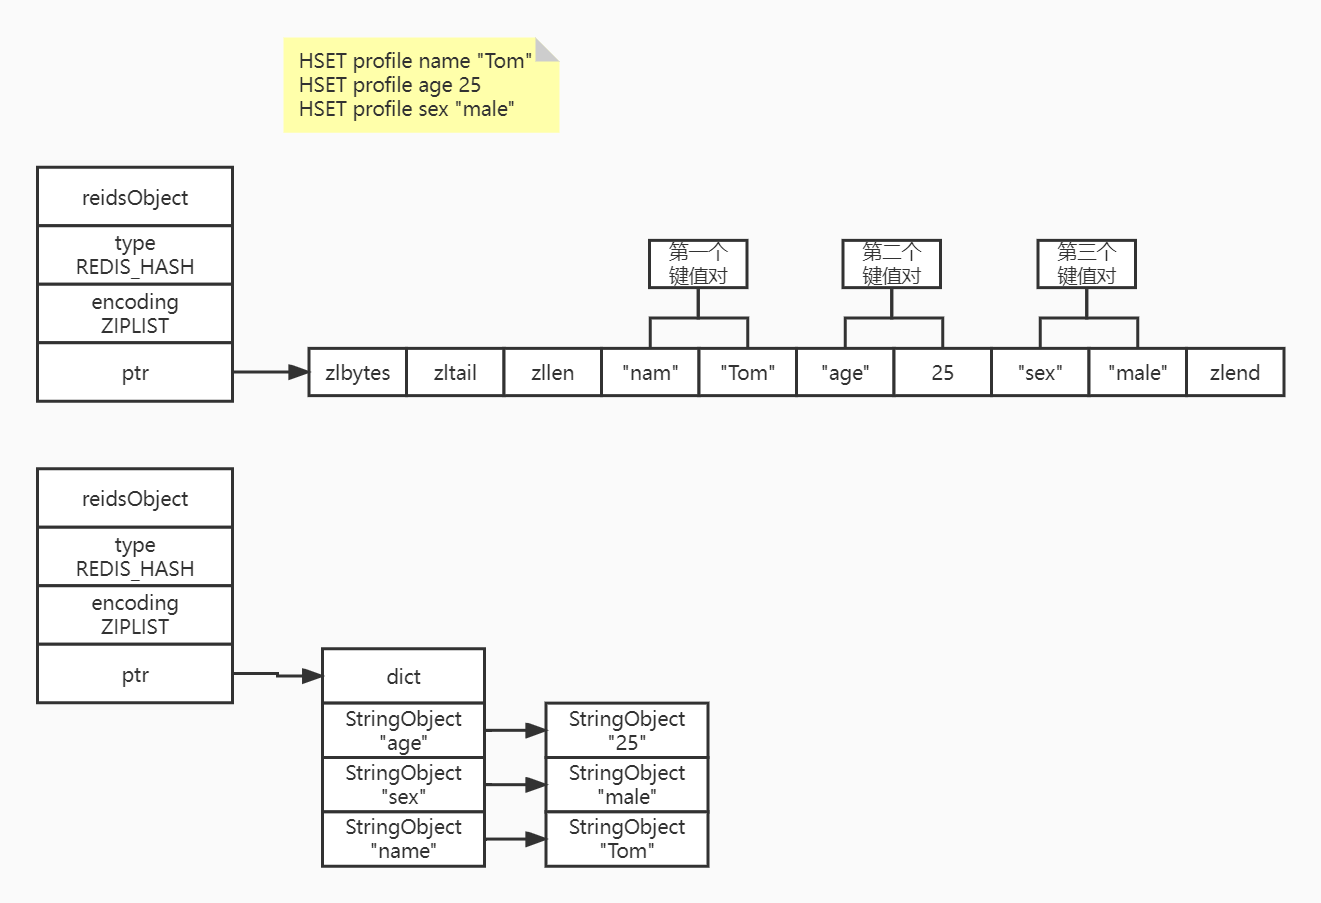 HSET profile name "Tom"
HSET profile age 25
HSET profile sex "male"
reidsObject
type
REDIS_HASH
encoding
ZIPLIST
ptr
第一个
键值对
第二个
键值对
第三个
键值对
zlbytes
zltail
zllen
"nam"
"Tom"
"age"
25
"sex"
"male"
zlend
reidsObject
type
REDIS_HASH
encoding
ZIPLIST
ptr
dict
StringObject
"age"
StringObject
"25"
StringObject
"sex"
StringObject
"male"
StringObject
"name"
StringObject
"Tom"